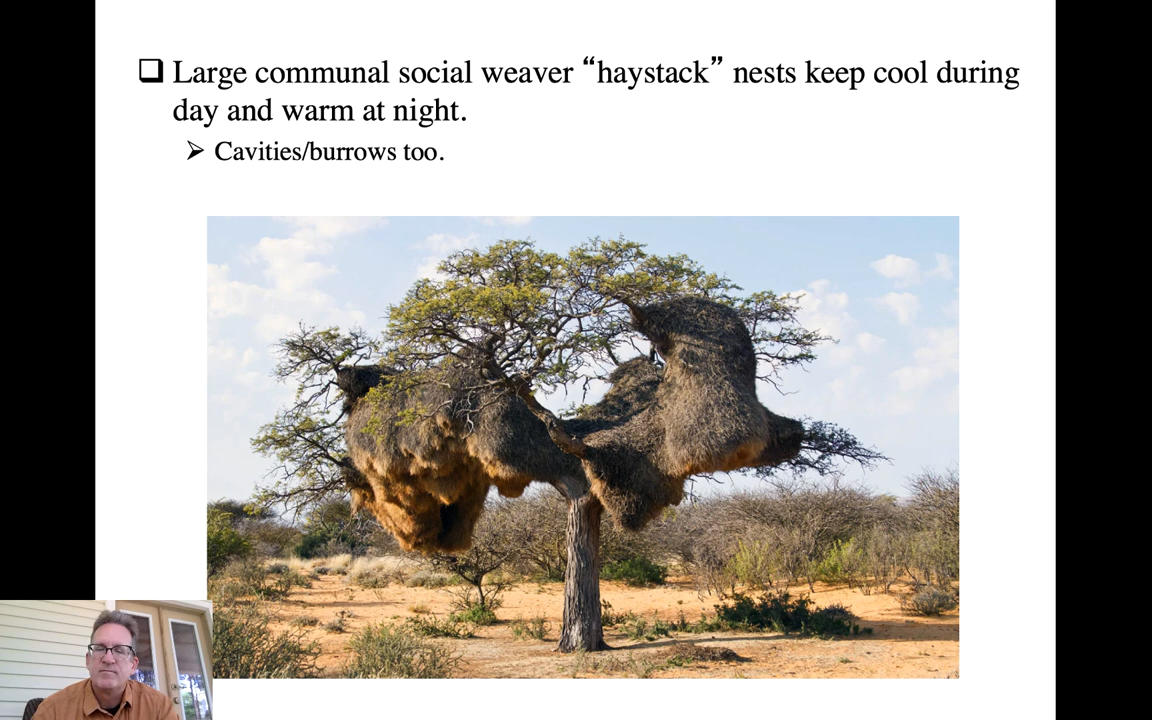 ❑ Large communal social weaver “haystack” nests keep cool during
day and warm at night.
➢ Cavities/burrows too.